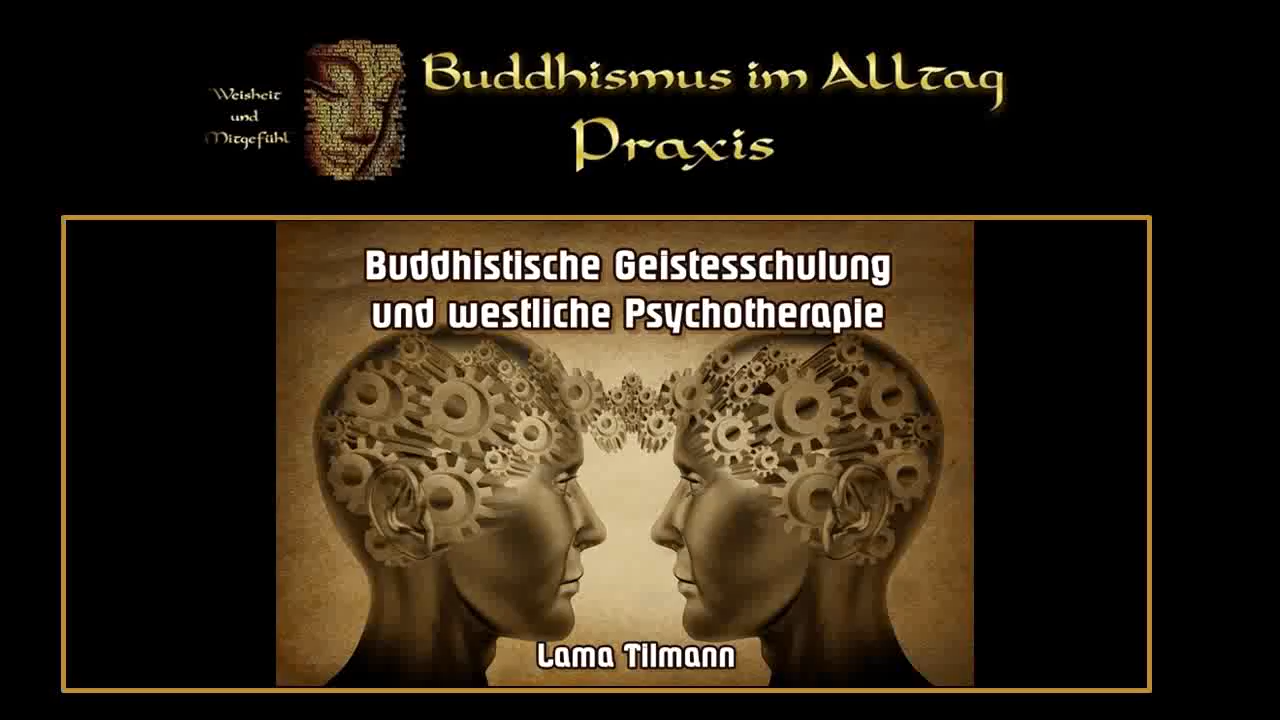 Weisheit
und
Mitgefühl
Buddhismus im Alltag
Praxis
Buddhistische Geistesschulung
und westliche Psychotherapie
Lama Tilmann